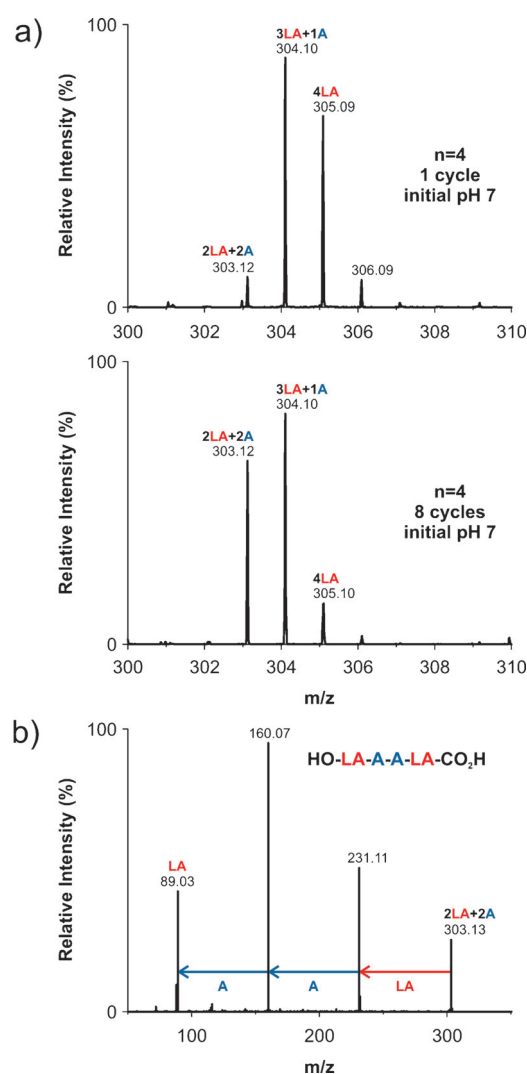 a)
100
3LA+1A
304.10
4LA
305.09
n=4
1 cycle
initial pH 7
2LA+2A
303.12
306.09
Relative Intensity (%)
0
300 302 304 306 308 310
100
3LA+1A
304.10
2LA+2A
303.12
n=4
8 cycles
initial pH 7
4LA
305.10
Relative Intensity (%)
0
300 302 304 306 308 310
m/z
b)
100
160.07
HO-LA-A-A-LA-CO₂H
231.11
LA
89.03
2LA+2A
303.13
A A LA
Relative Intensity (%)
0
100 200 300
m/z